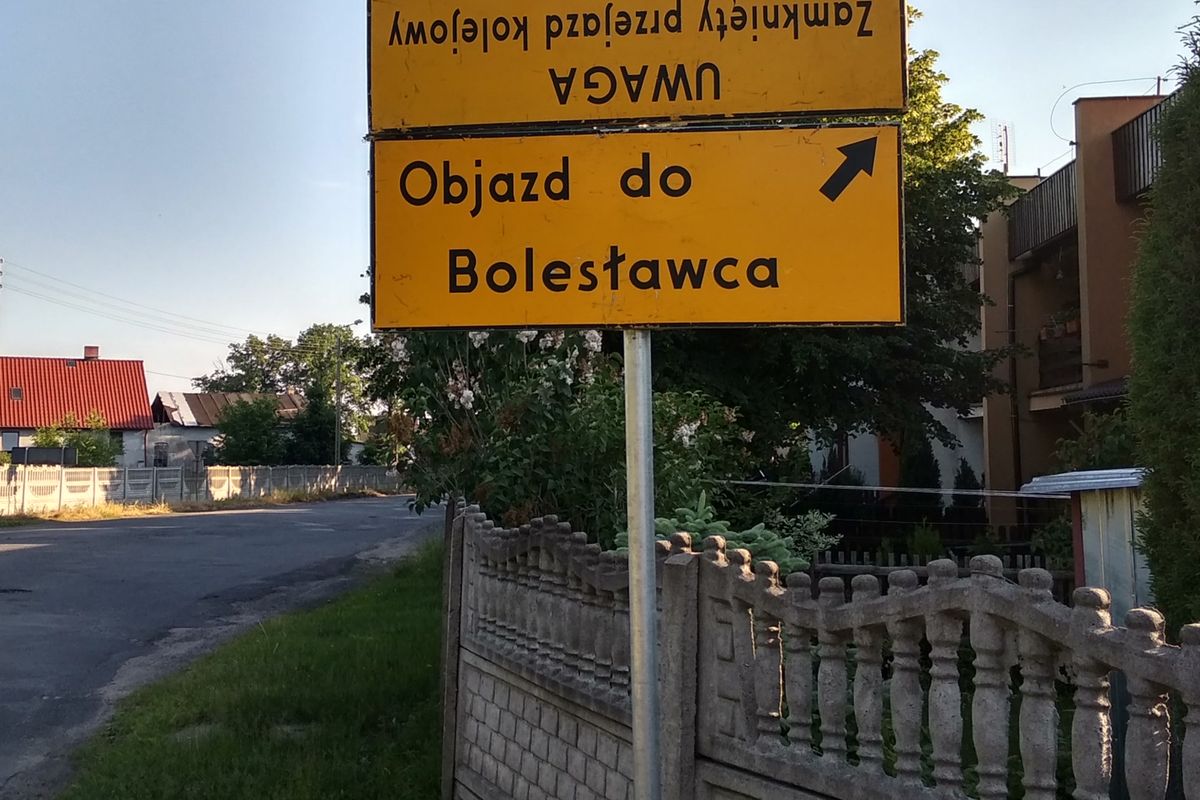 UWAGA
Zamknięty przejazd kolejowy
Objazd do
Bolesławca